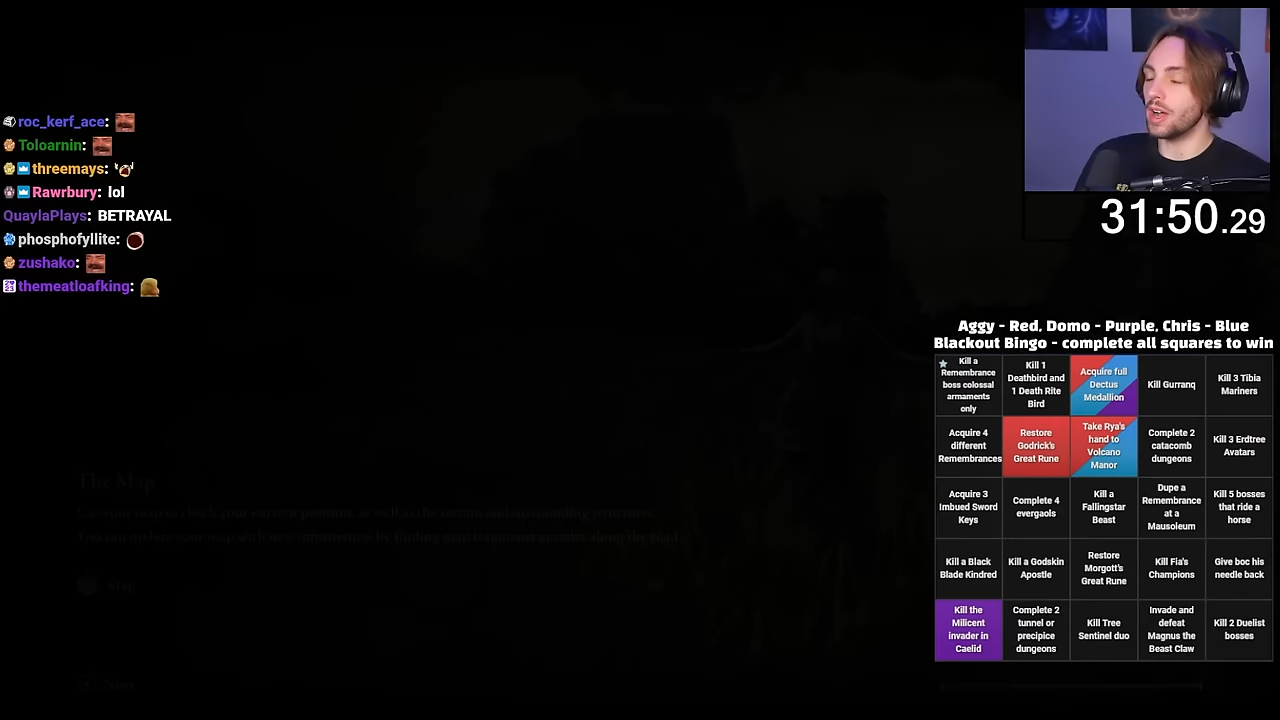 roc_kerf_ace:
Toloarnin:
threemays:
Rawrbury: lol
QuaylaPlays: BETRAYAL
phosphofyllite:
zushako:
themeatloafking:
31:50.29
Aggy - Red, Domo - Purple, Chris - Blue
Blackout Bingo - complete all squares to win
Kill a
Remembrance
boss colossal
armaments
only
Kill 1
Deathbird and
1 Death Rite
Bird
Acquire full
Dectus
Medallion
Kill Gurranq
Kill 3 Tibia
Mariners
Acquire 4
different
Remembrances
Restore
Godrick's
Great Rune
Take Rya's
hand to
Volcano
Manor
Complete 2
catacomb
dungeons
Kill 3 Erdtree
Avatars
Acquire 3
Imbued Sword
Keys
Complete 4
evergaols
Kill a
Fallingstar
Beast
Dupe a
Remembrance
at a
Mausoleum
Kill 5 bosses
that ride a
horse
Kill a Black
Blade Kindred
Kill a Godskin
Apostle
Restore
Morgott's
Great Rune
Kill Fia's
Champions
Give boc his
needle back
Kill the
Milicent
invader in
Caelid
Complete 2
tunnel or
precipice
dungeons
Kill Tree
Sentinel duo
Invade and
defeat
Magnus the
Beast Claw
Kill 2 Duelist
bosses
The Map
Map